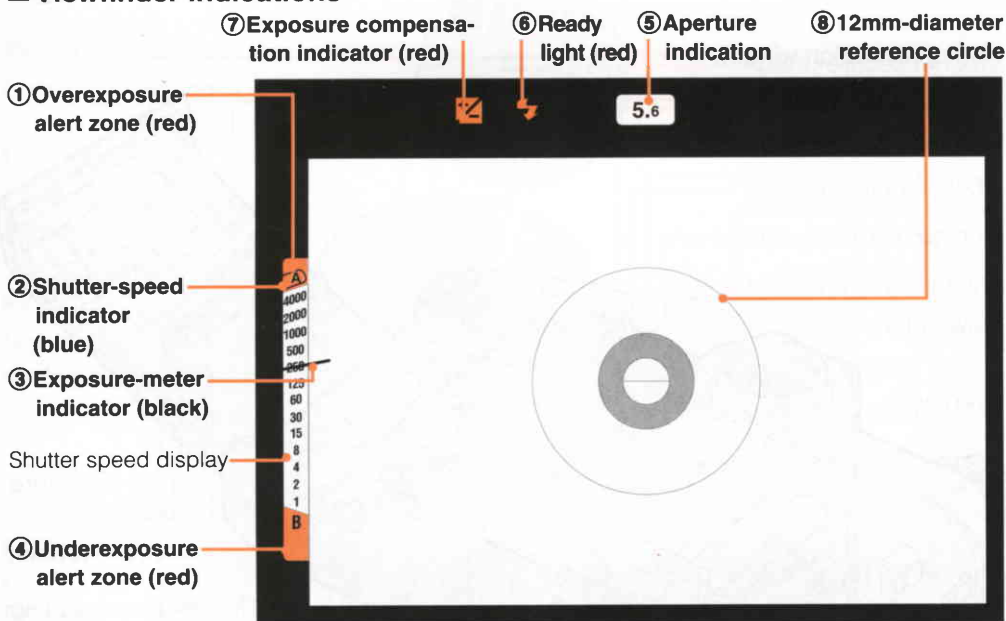 ■ Viewfinder Indications
⑦Exposure compensa-
tion indicator (red)
⑥Ready
light (red)
⑤Aperture
indication
⑧12mm-diameter
reference circle
①Overexposure
alert zone (red)
5.6
②Shutter-speed
indicator
(blue)
③Exposure-meter
indicator (black)
Shutter speed display
④Underexposure
alert zone (red)
A
4000
2000
1000
500
250
125
60
30
15
8
4
2
1
B